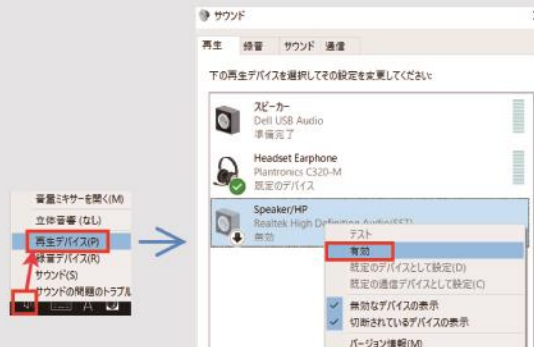 サウンド
再生 録音 サウンド 通信
下の再生デバイスを選択してその設定を変更してください:
スピーカー
Dell USB Audio
準備完了
Headset Earphone
Plantronics C320-M
既定のデバイス
Speaker/HP
Realtek High Definition Audio(SST)
無効
音量ミキサーを開く(M)
立体音響 (なし)
再生デバイス(P)
録音デバイス(R)
サウンド(S)
サウンドの問題のトラブル
A
テスト
有効
既定のデバイスとして設定(D)
既定の通信デバイスとして設定(C)
無効なデバイスの表示
切断されているデバイスの表示
バージョン情報(M)